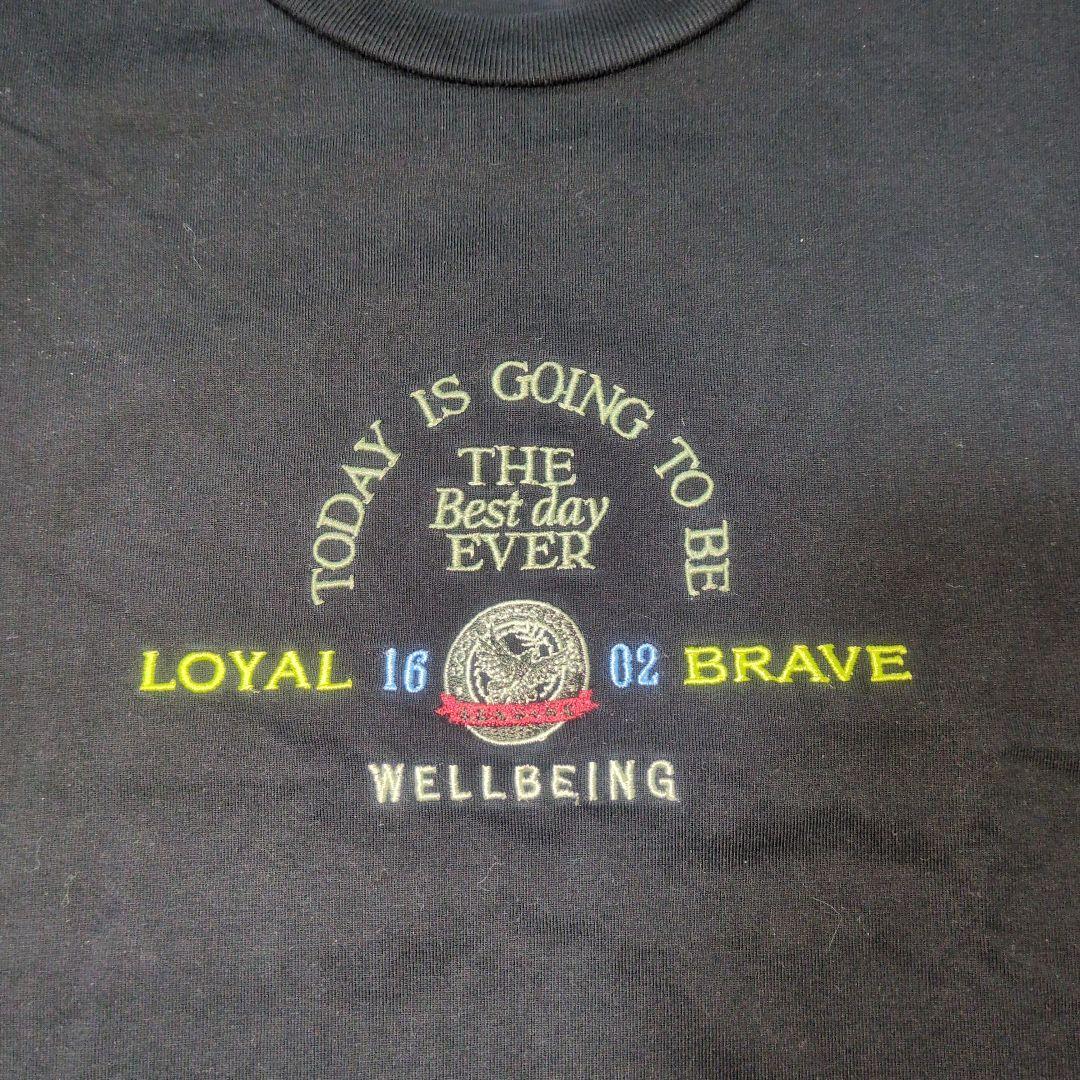 TODAY IS GOING TO BE
THE
Best day
EVER
LOYAL 16 02 BRAVE
WELLBEING